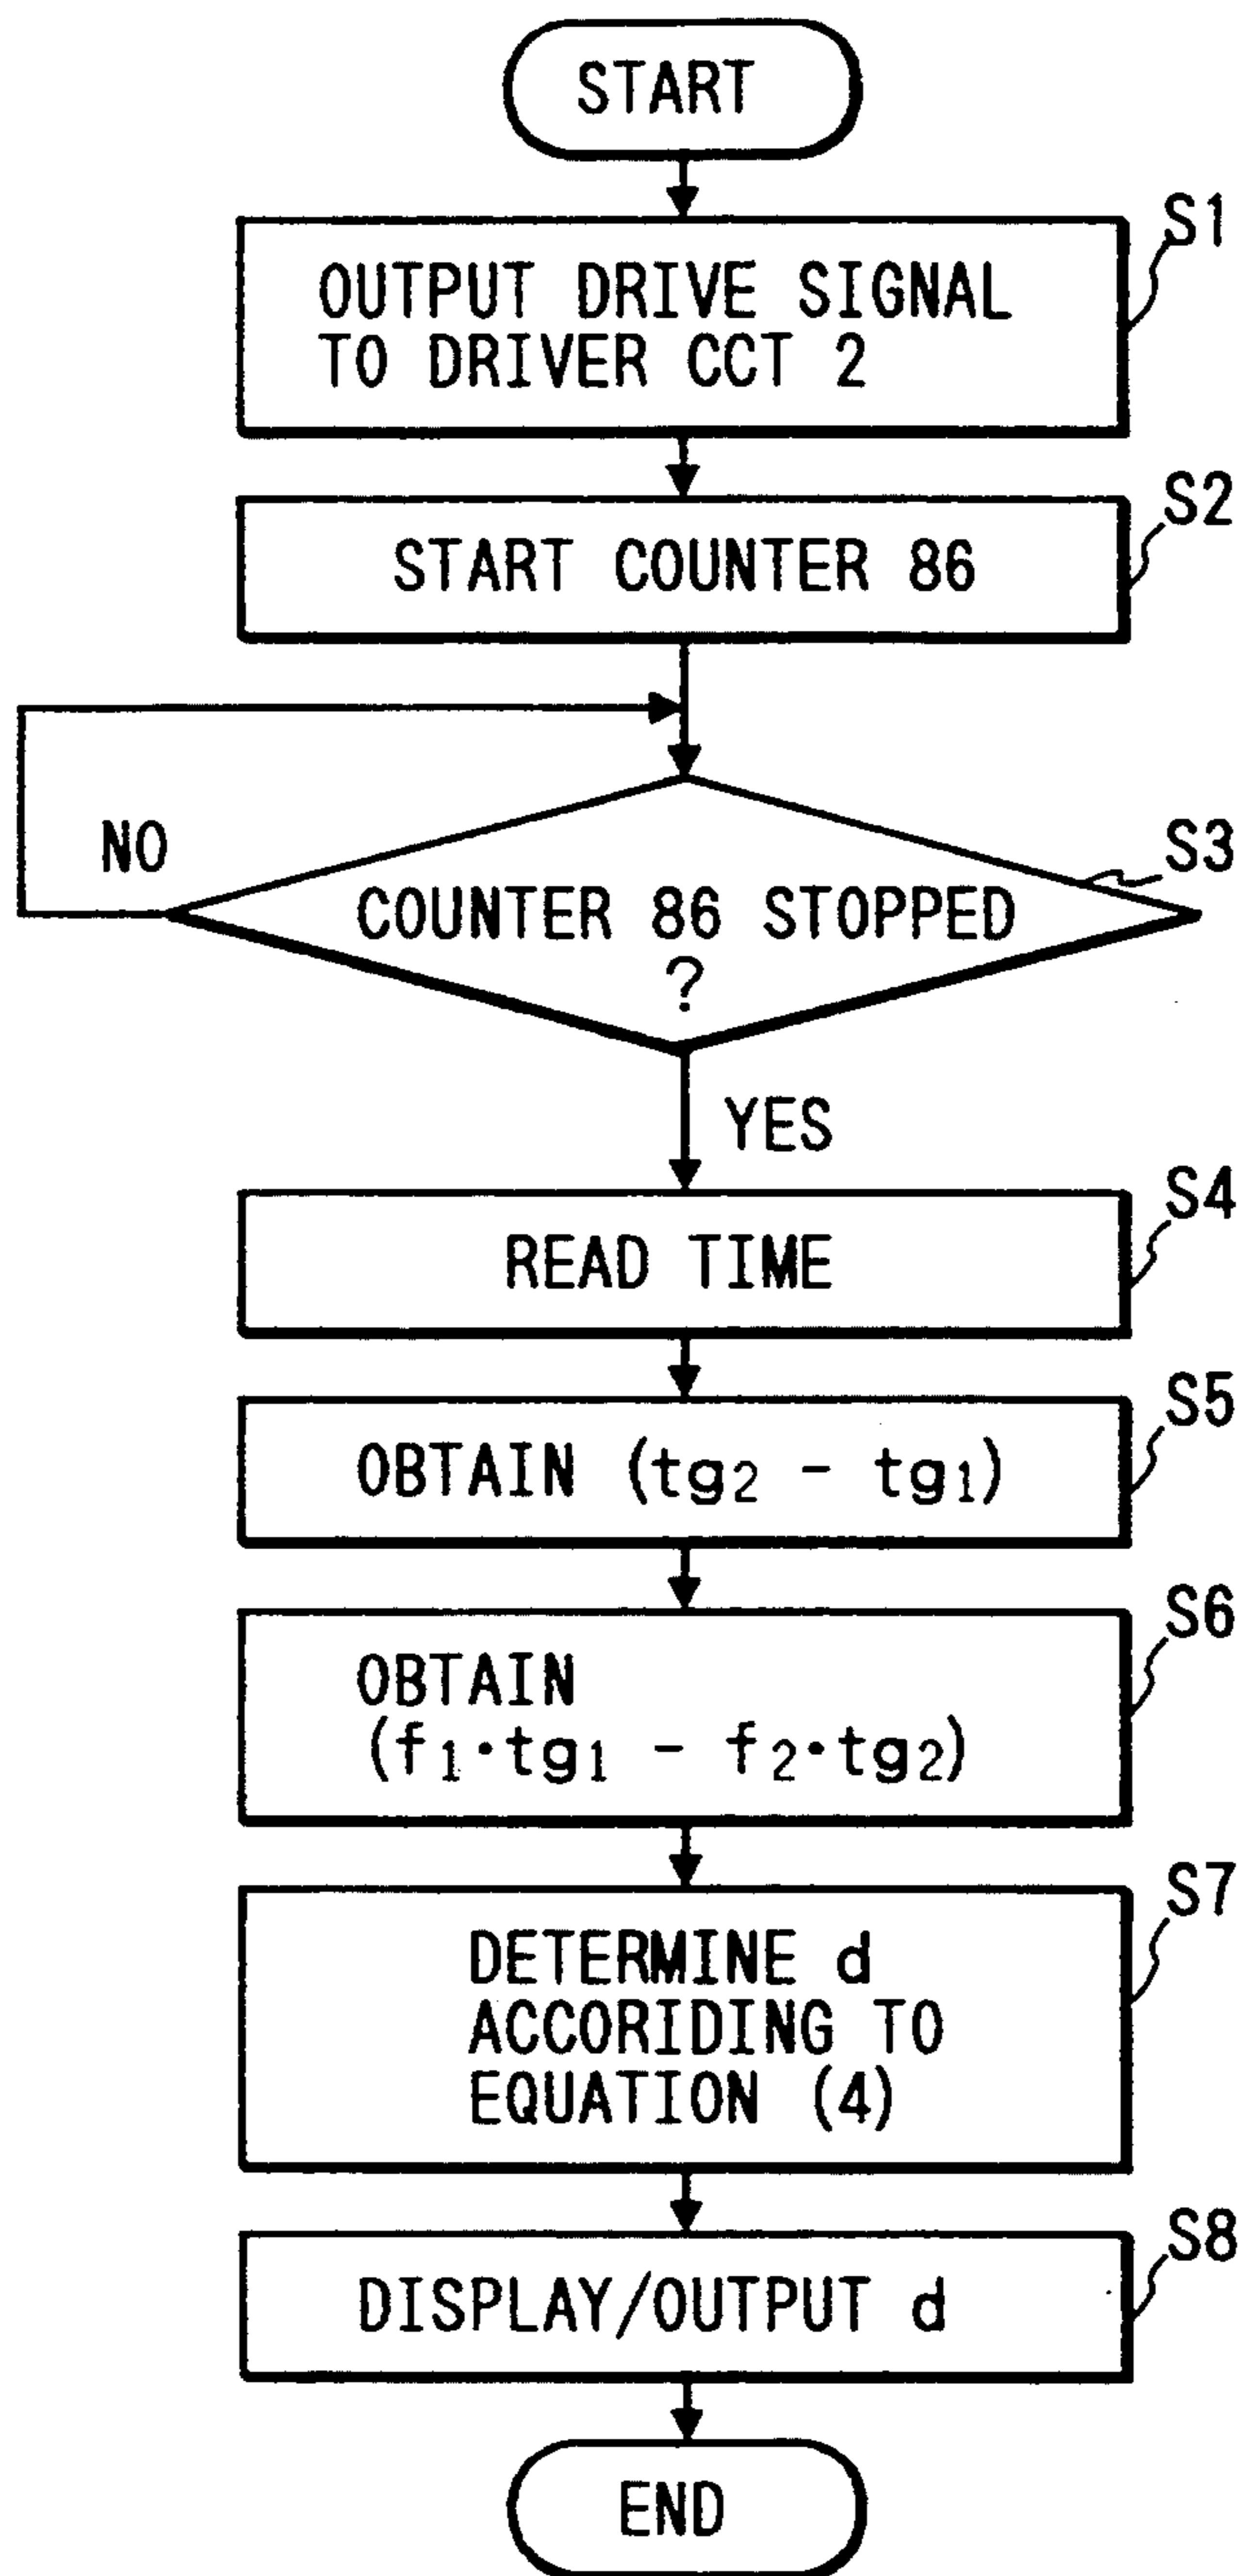 START
S1
OUTPUT DRIVE SIGNAL
TO DRIVER CCT 2
S2
START COUNTER 86
NO
S3
COUNTER 86 STOPPED
?
YES
S4
READ TIME
S5
OBTAIN (tg₂ - tg₁)
S6
OBTAIN
(f₁·tg₁ - f₂·tg₂)
S7
DETERMINE d
ACCORIDING TO
EQUATION (4)
S8
DISPLAY/OUTPUT d
END